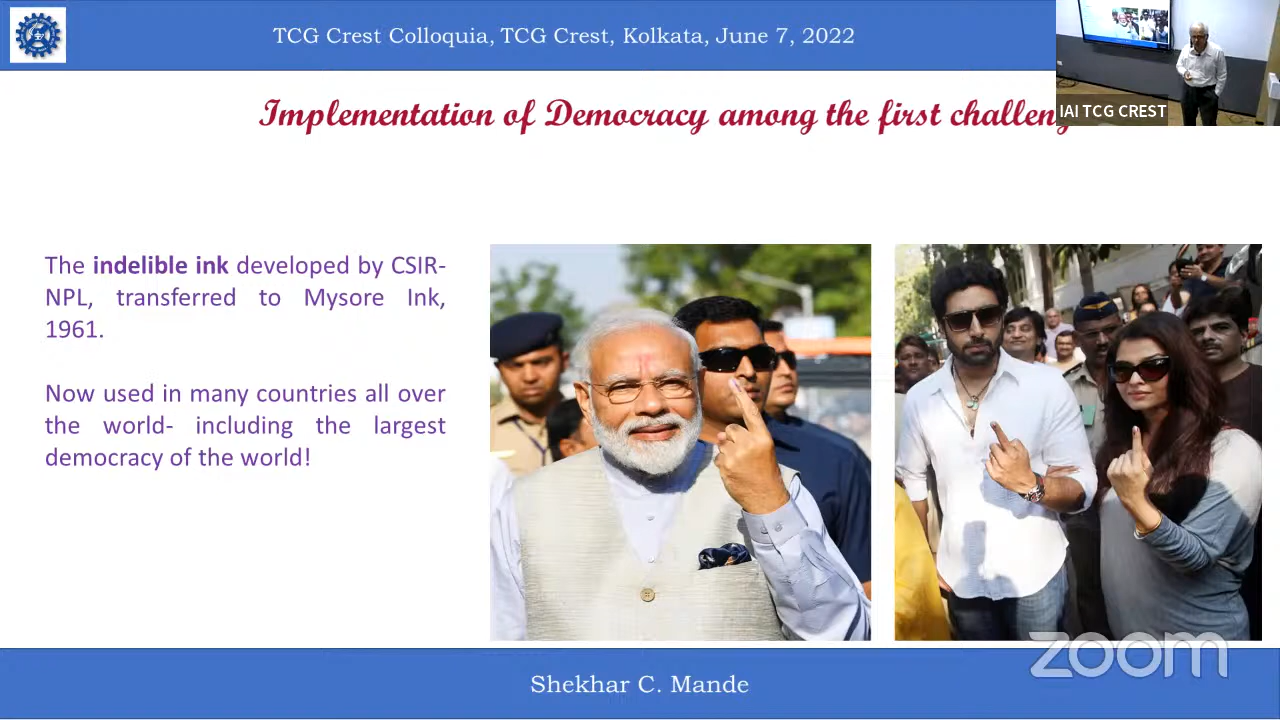 TCG Crest Colloquia, TCG Crest, Kolkata, June 7, 2022
IAI TCG CREST
Implementation of Democracy among the first challeng
The indelible ink developed by CSIR-
NPL, transferred to Mysore Ink,
1961.
Now used in many countries all over
the world- including the largest
democracy of the world!
zoom
Shekhar C. Mande